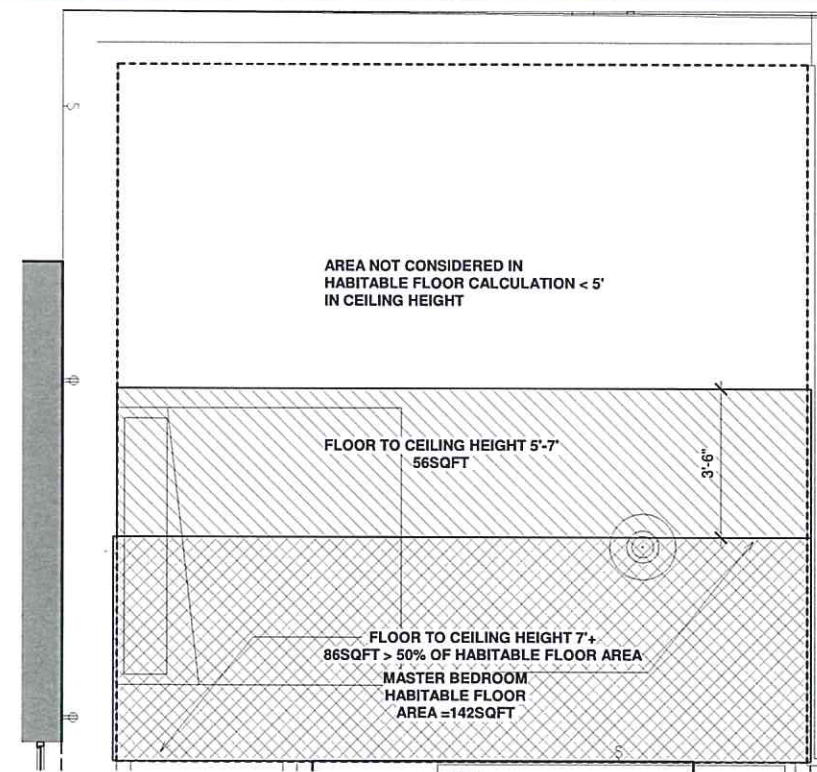 AREA NOT CONSIDERED IN
HABITABLE FLOOR CALCULATION < 5'
IN CEILING HEIGHT
FLOOR TO CEILING HEIGHT 5'-7'
56SQFT
3'-6"
FLOOR TO CEILING HEIGHT 7'+
86SQFT > 50% OF HABITABLE FLOOR AREA
MASTER BEDROOM
HABITABLE FLOOR
AREA =142SQFT
S
S